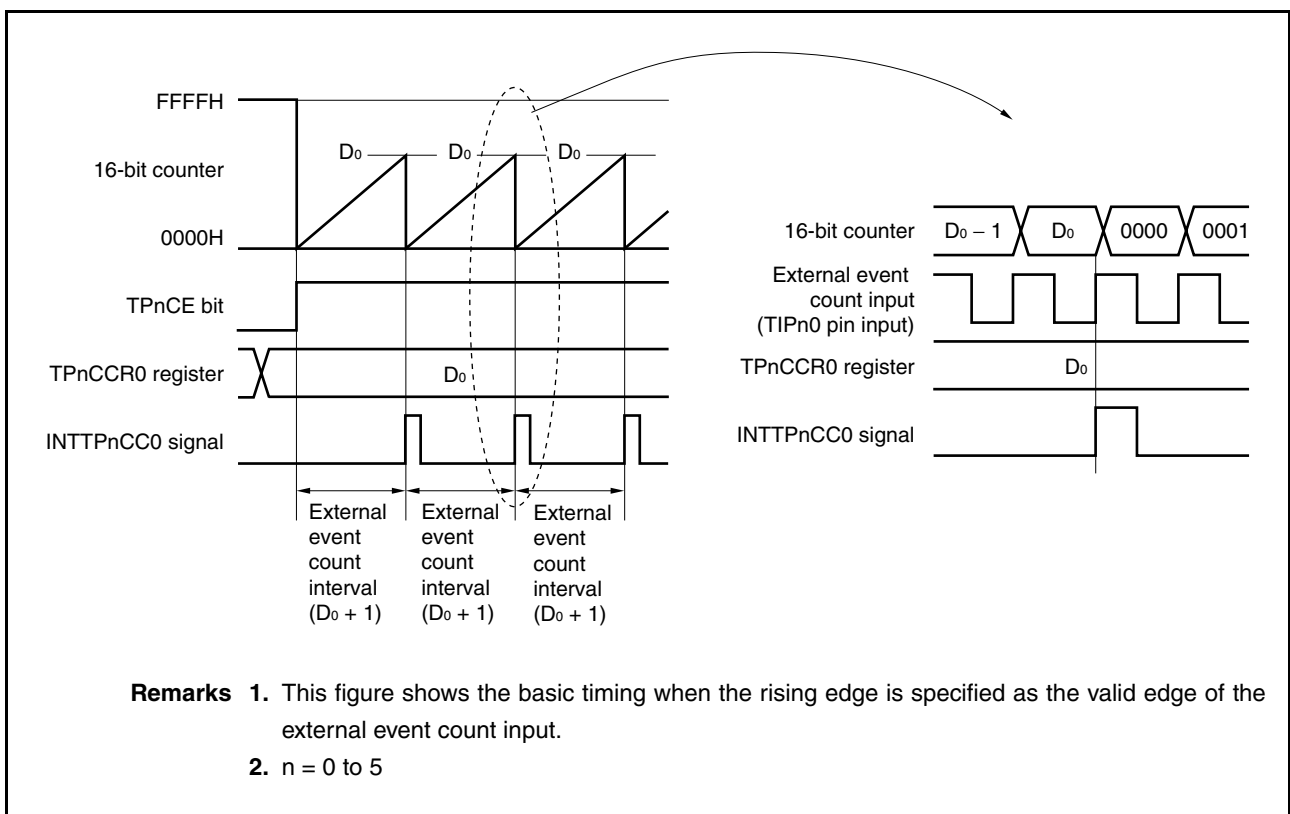 FFFFH
16-bit counter
0000H
D0
D0
D0
TPnCE bit
TPnCCR0 register
D0
INTTPnCC0 signal
External
event
count
interval
(D0 + 1)
External
event
count
interval
(D0 + 1)
External
event
count
interval
(D0 + 1)
16-bit counter
D0 − 1
D0
0000
0001
External event
count input
(TIPn0 pin input)
TPnCCR0 register
D0
INTTPnCC0 signal
Remarks 1. This figure shows the basic timing when the rising edge is specified as the valid edge of the
external event count input.
2. n = 0 to 5